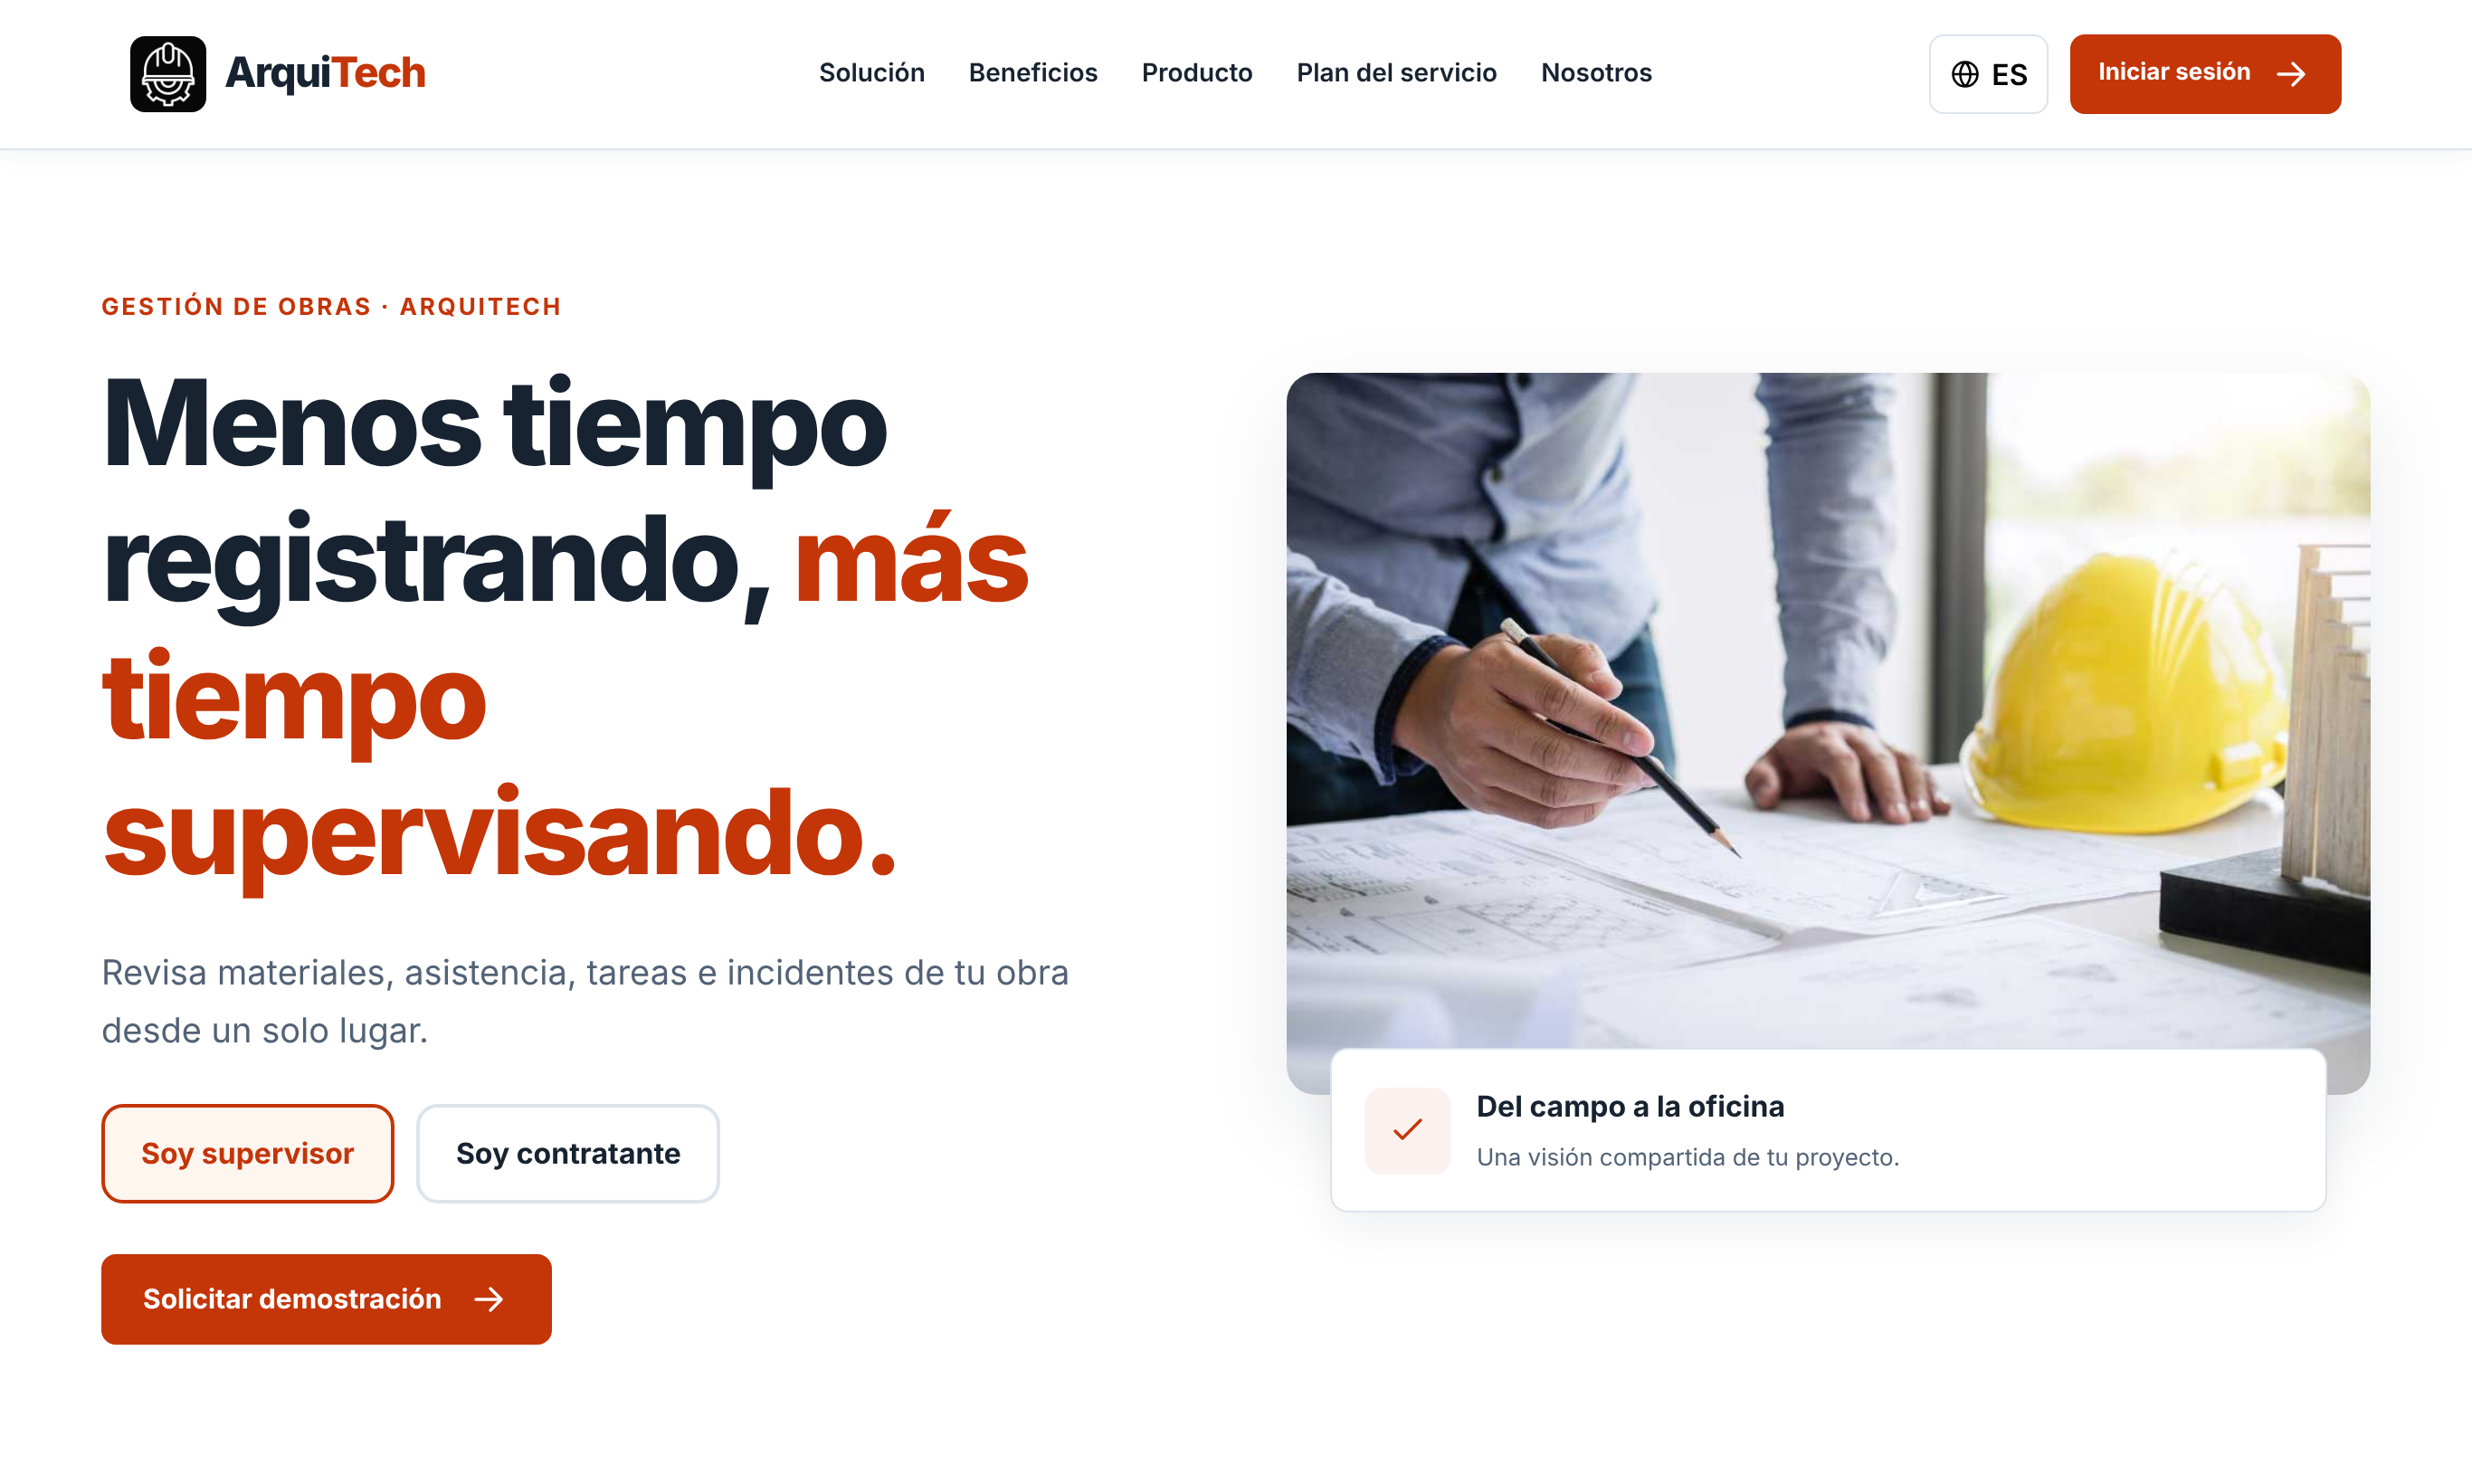 ArquiTech
Solución Beneficios Producto Plan del servicio Nosotros
ES
Iniciar sesión
GESTIÓN DE OBRAS · ARQUITECH
Menos tiempo
registrando, más
tiempo
supervisando.
Revisa materiales, asistencia, tareas e incidentes de tu obra
desde un solo lugar.
Soy supervisor
Soy contratante
Solicitar demostración
Del campo a la oficina
Una visión compartida de tu proyecto.